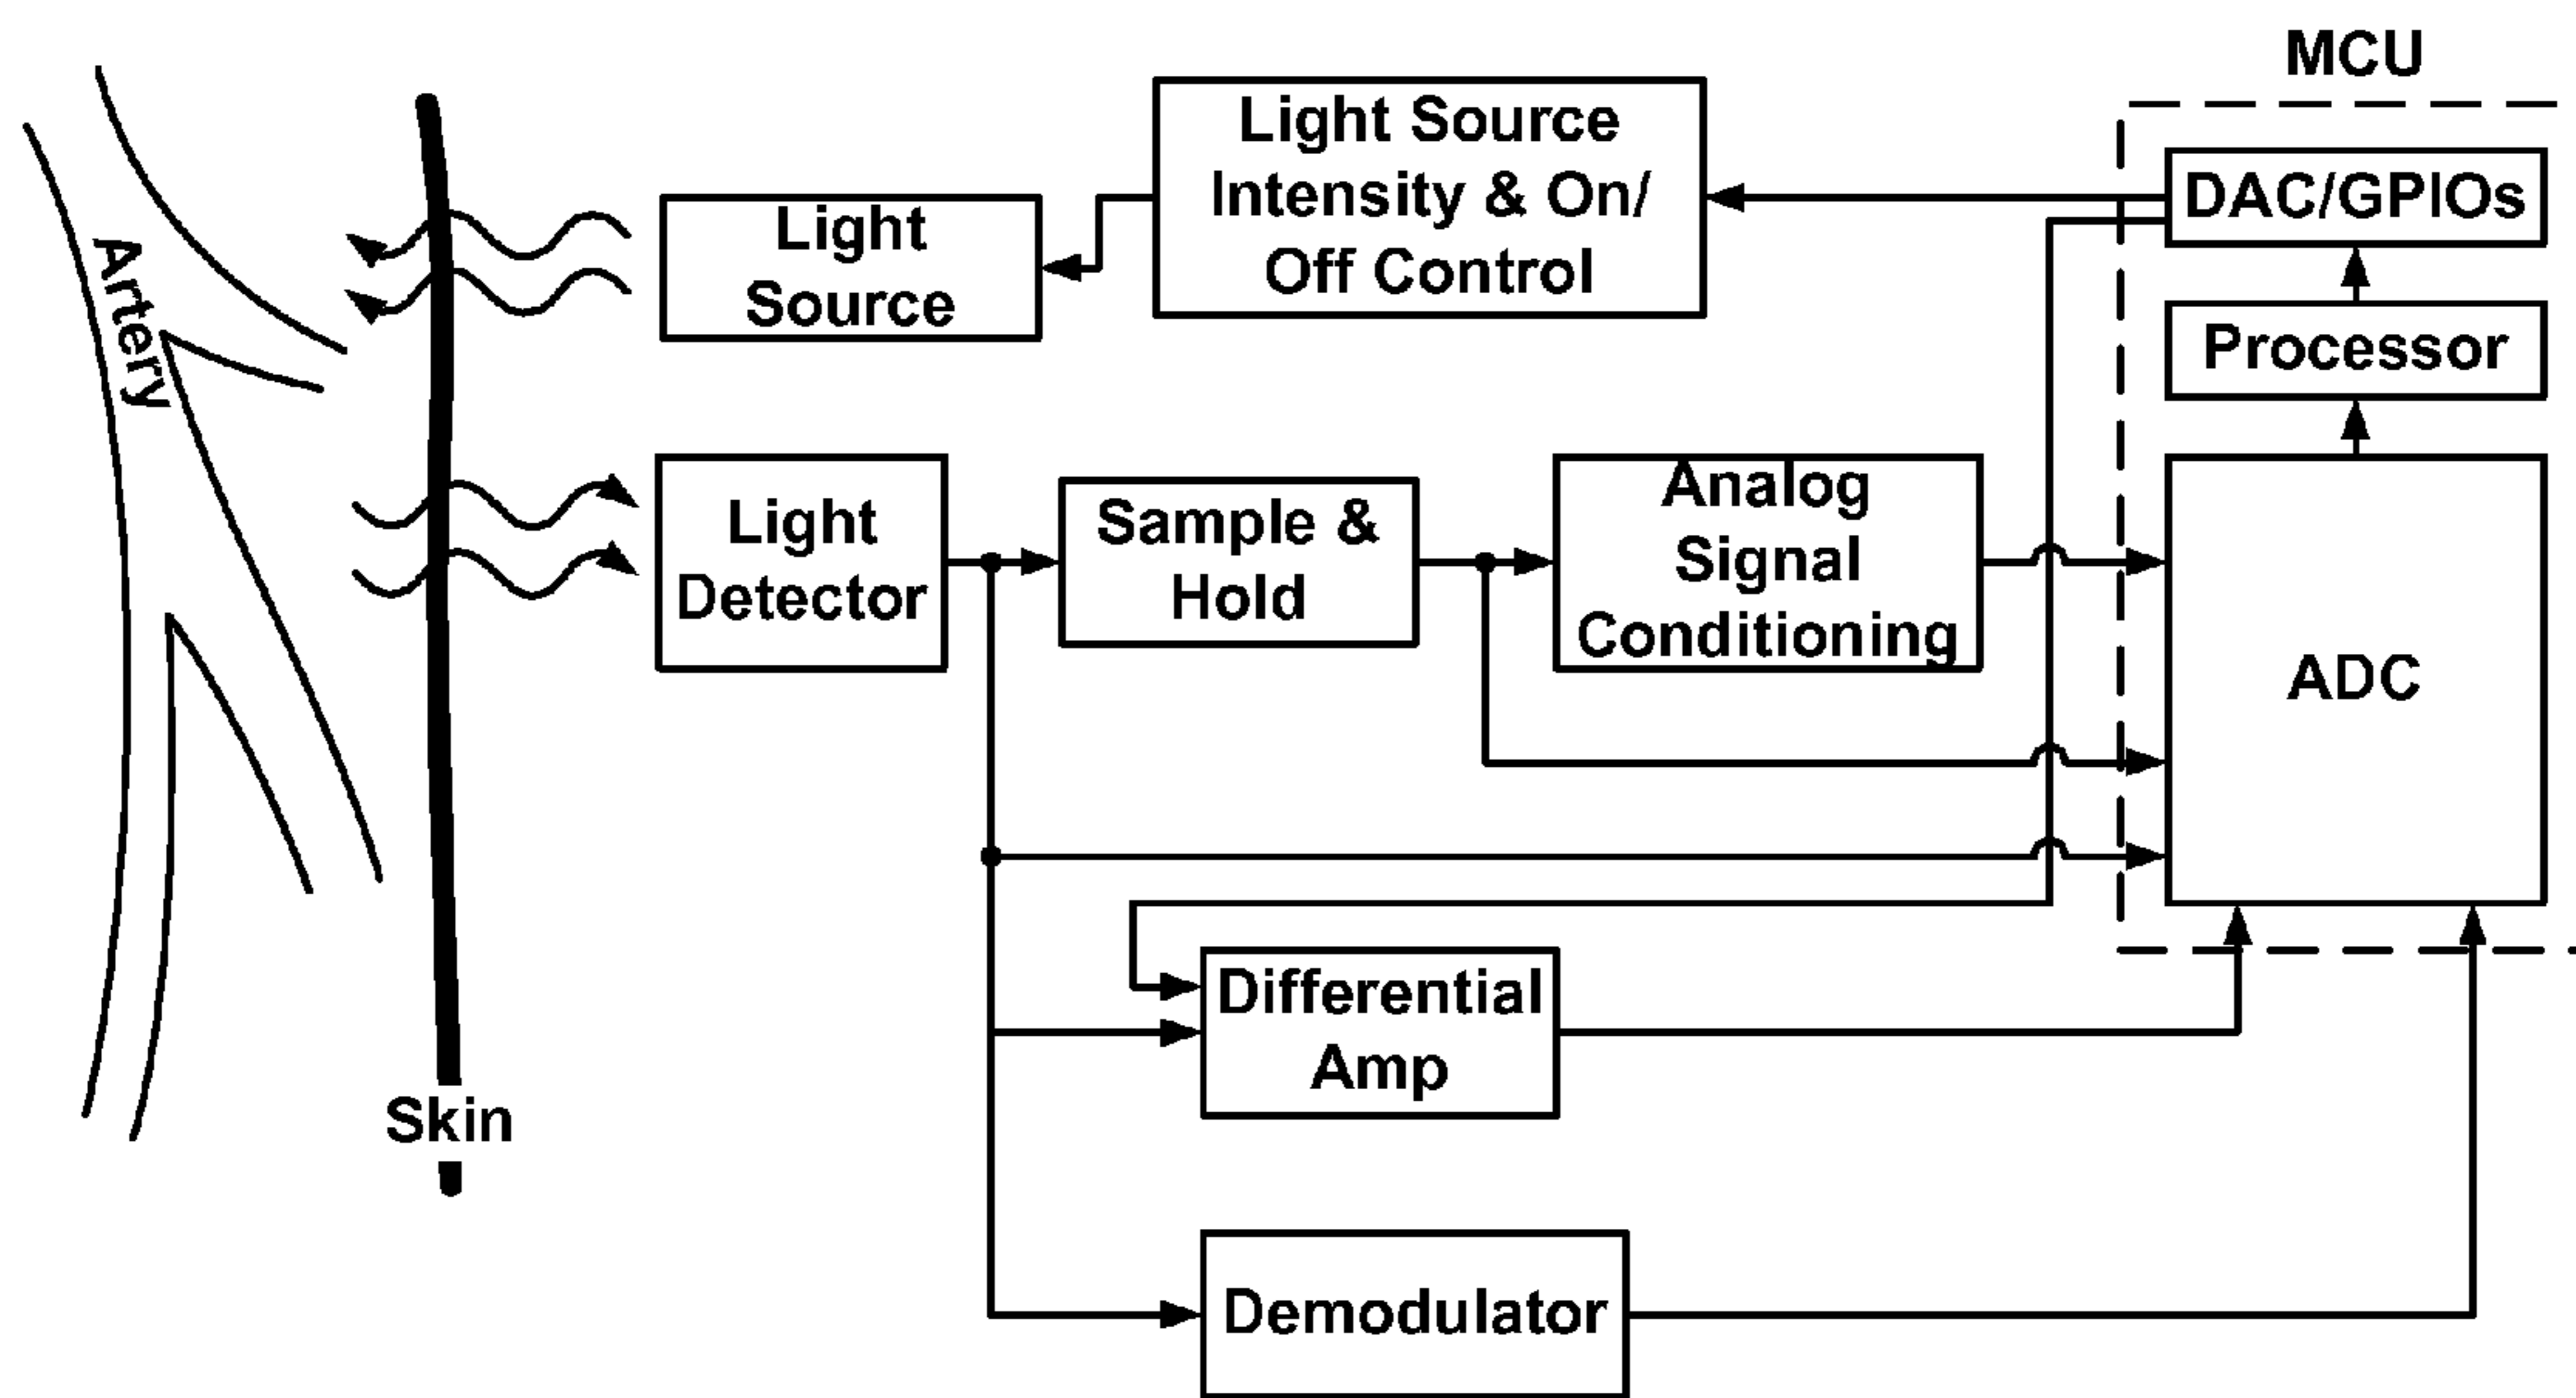 MCU
Light Source
Intensity & On/
Off Control
DAC/GPIOs
Light
Source
Artery
Processor
Light
Detector
Sample &
Hold
Analog
Signal
Conditioning
ADC
Differential
Amp
Skin
Demodulator